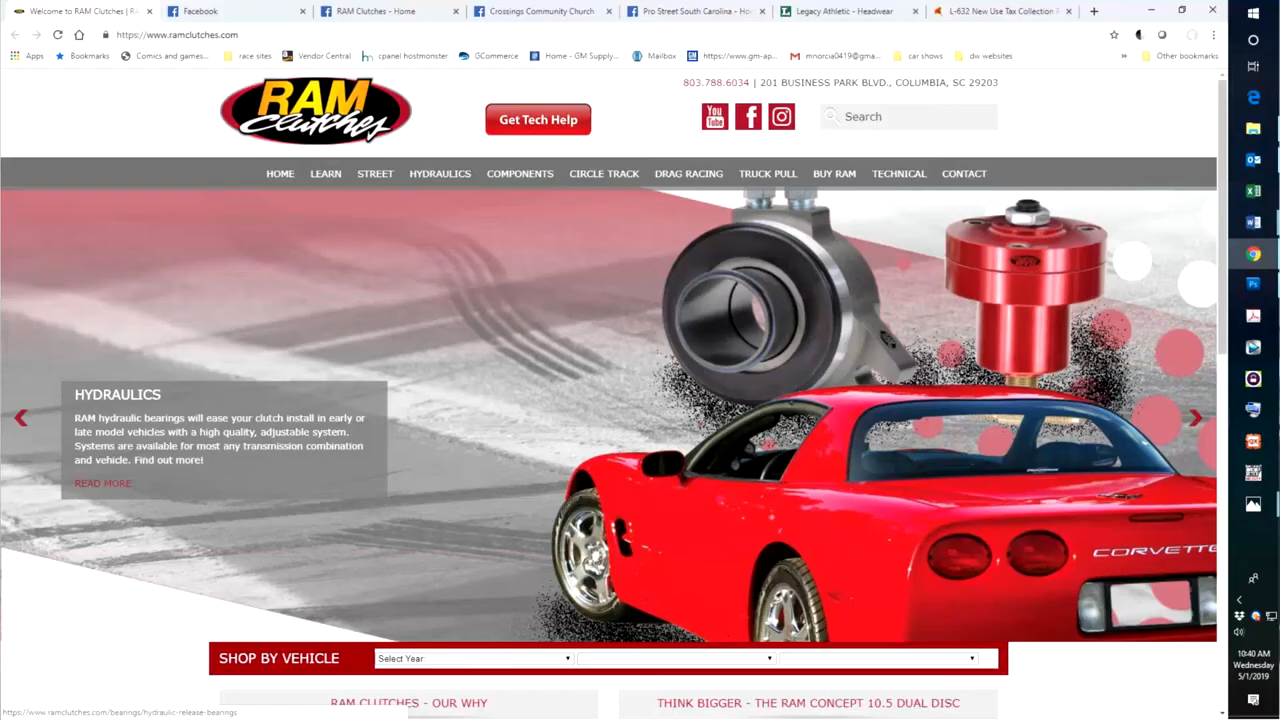 Welcome to RAM Clutches | RA
Facebook
RAM Clutches - Home
Crossings Community Church
Pro Street South Carolina - Ho
Legacy Athletic - Headwear
L-632 New Use Tax Collection R
https://www.ramclutches.com
Apps
Bookmarks
Comics and games...
race sites
Vendor Central
cpanel hostmonster
GCommerce
Home - GM Supply...
Mailbox
https://www.gm-ap...
mnorcia0419@gma...
car shows
dw websites
»
Other bookmarks
RAM
Clutches
Get Tech Help
803.788.6034 | 201 BUSINESS PARK BLVD., COLUMBIA, SC 29203
You
Tube
Search
HOME LEARN STREET HYDRAULICS COMPONENTS CIRCLE TRACK DRAG RACING TRUCK PULL BUY RAM TECHNICAL CONTACT
HYDRAULICS
RAM hydraulic bearings will ease your clutch install in early or
late model vehicles with a high quality, adjustable system.
Systems are available for most any transmission combination
and vehicle. Find out more!
READ MORE
CORVETTE
SHOP BY VEHICLE
Select Year
RAM CLUTCHES - OUR WHY
THINK BIGGER - THE RAM CONCEPT 10.5 DUAL DISC
https://www.ramclutches.com/bearings/hydraulic-release-bearings
10:40 AM
Wednesday
5/1/2019